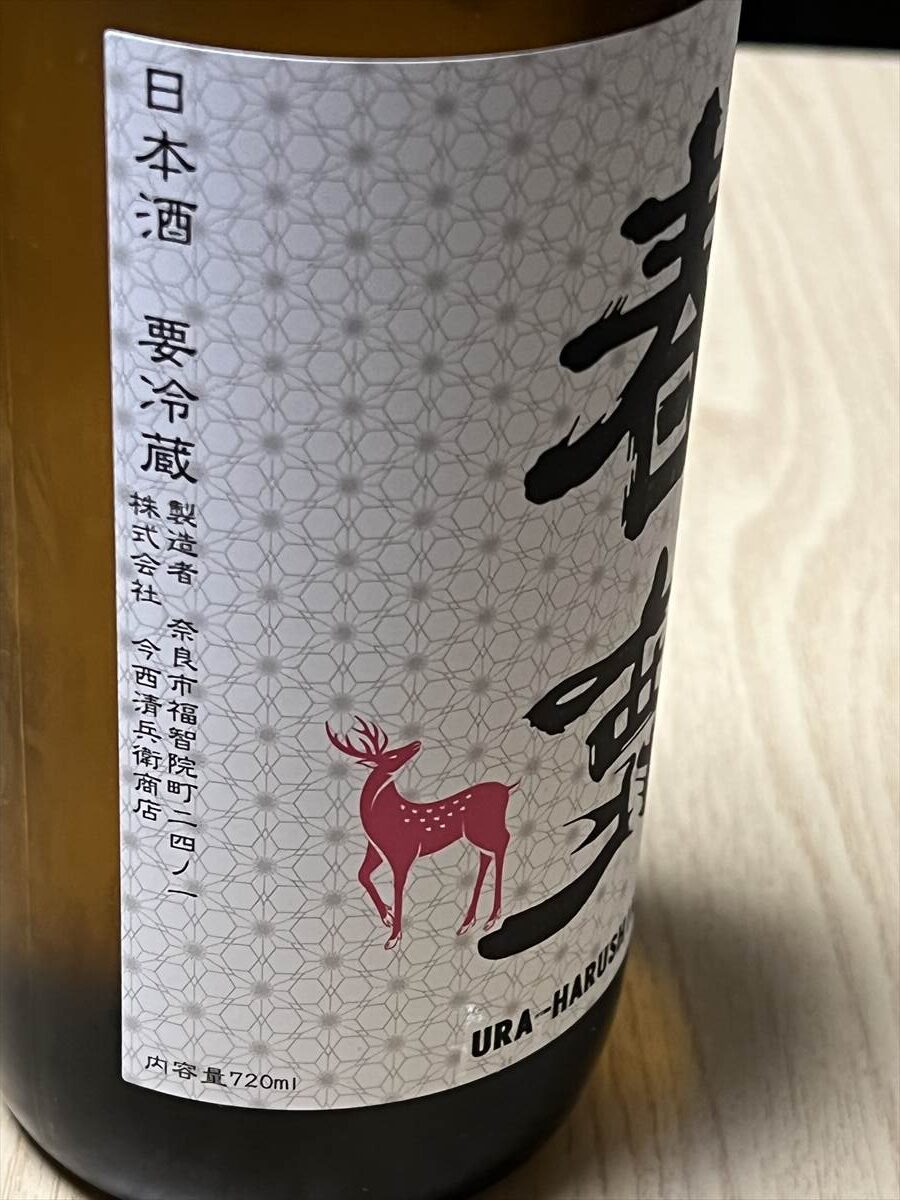 日本酒 要冷蔵
製造者 奈良市福智院町二四ノ一
株式会社 今西清兵衛商店
URA-HARUSH
内容量720ml